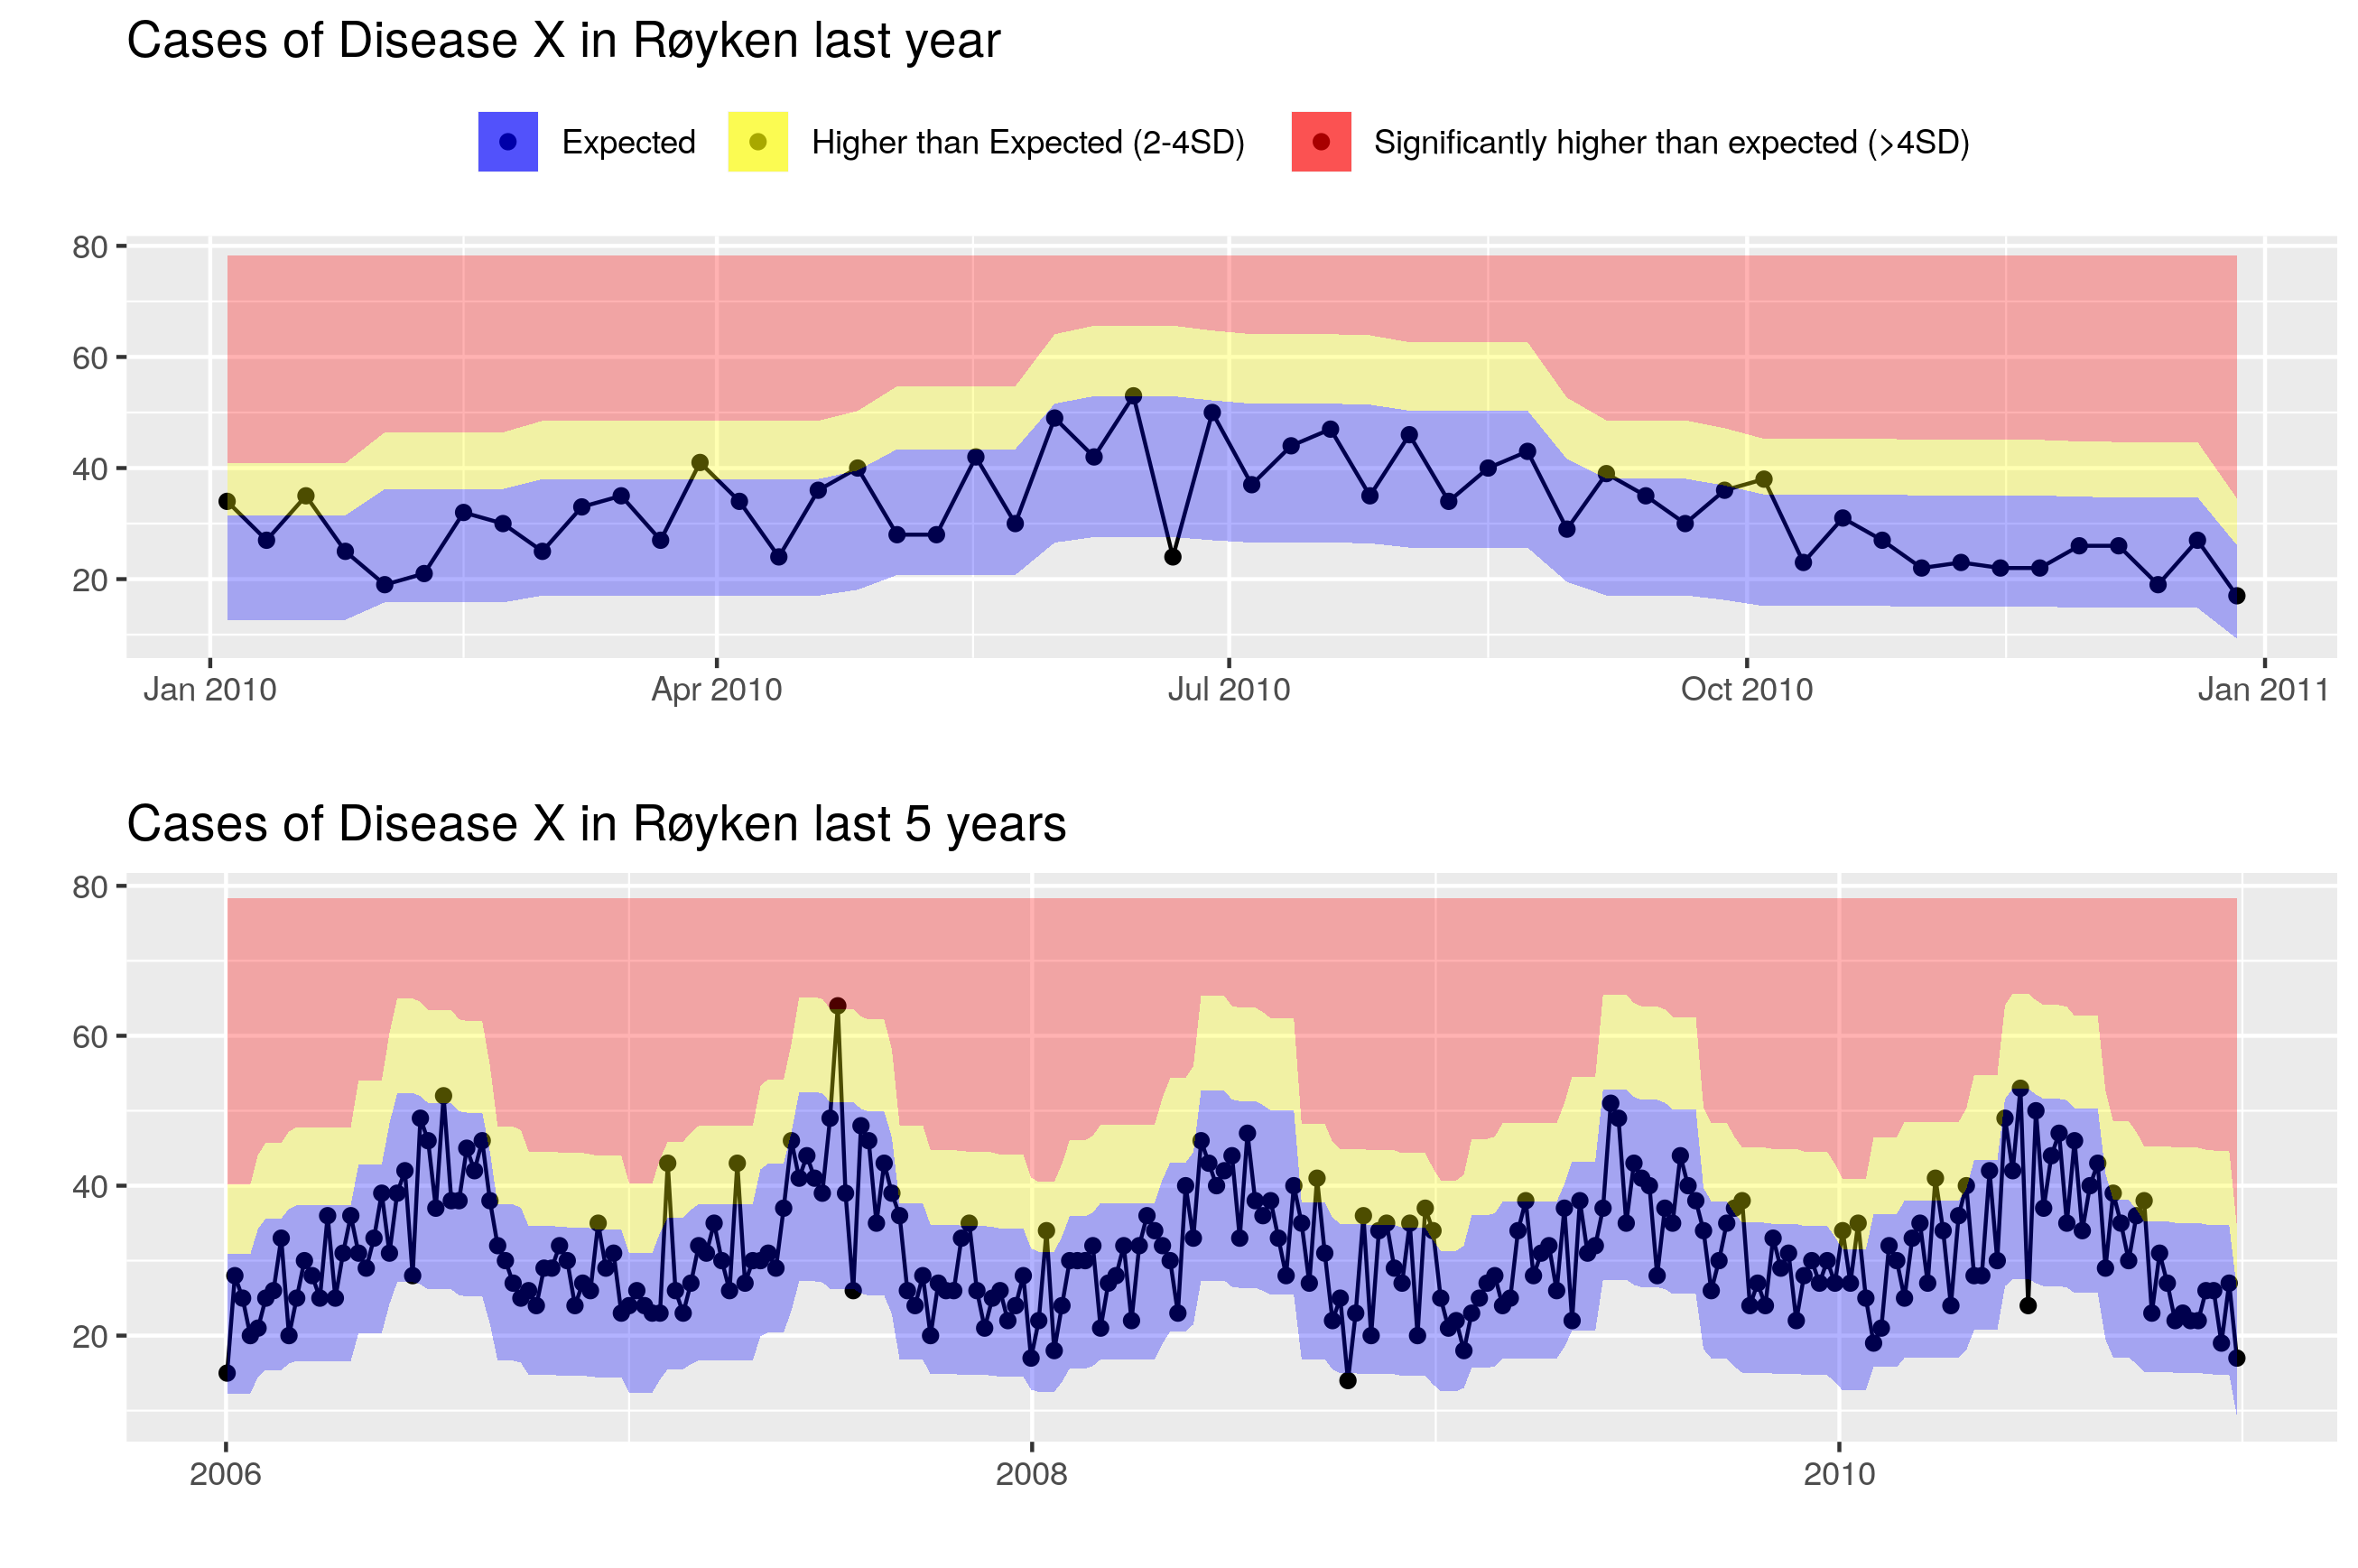 Cases of Disease X in Røyken last year
Expected Higher than Expected (2-4SD) Significantly higher than expected (>4SD)
80
60
40
20
Jan 2010 Apr 2010 Jul 2010 Oct 2010 Jan 2011
Cases of Disease X in Røyken last 5 years
80
60
40
20
2006 2008 2010